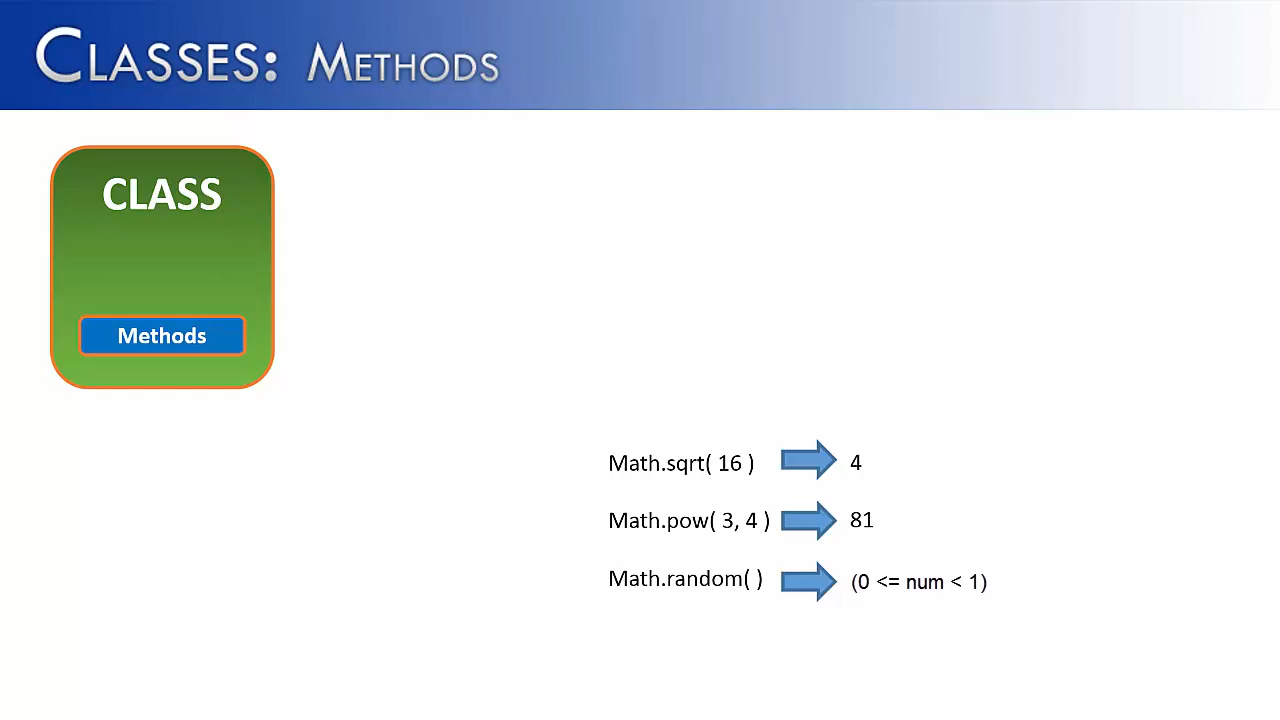 CLASSES: METHODS
CLASS
Methods
Math.sqrt( 16 ) 4
Math.pow( 3, 4 ) 81
Math.random( ) (0 <= num < 1)